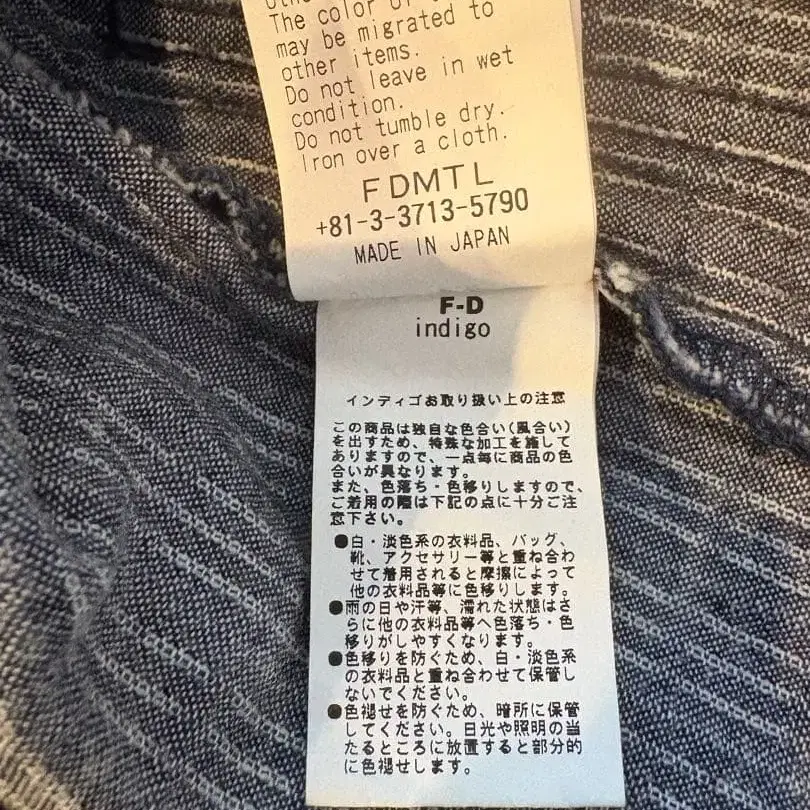 The color of
may be migrated to
other items.
Do not leave in wet
condition.
Do not tumble dry.
Iron over a cloth.
FDMTL
+81-3-3713-5790
MADE IN JAPAN
F-D
indigo
インディゴお取り扱い上の注意
この商品は独自な色合い(風合い)
を出すため、特殊な加工を施して
ありますので、一点毎に商品の色
合いが異なります。
また、色落ち・色移りしますので、
ご着用の際は下記の点に十分ご注
意下さい。
●白・淡色系の衣料品、バッグ、
靴、アクセサリー等と重ね合わ
せて着用されると摩擦によって
他の衣料品等に色移りします。
●雨の日や汗等、濡れた状態はさ
らに他の衣料品等へ色落ち・色
移りがしやすくなります。
●色移りを防ぐため、白・淡色系
の衣料品と重ね合わせて保管し
ないでください。
●色褪せを防ぐため、暗所に保管
してください。日光や照明の当
たるところに放置すると部分的
に色褪せします。